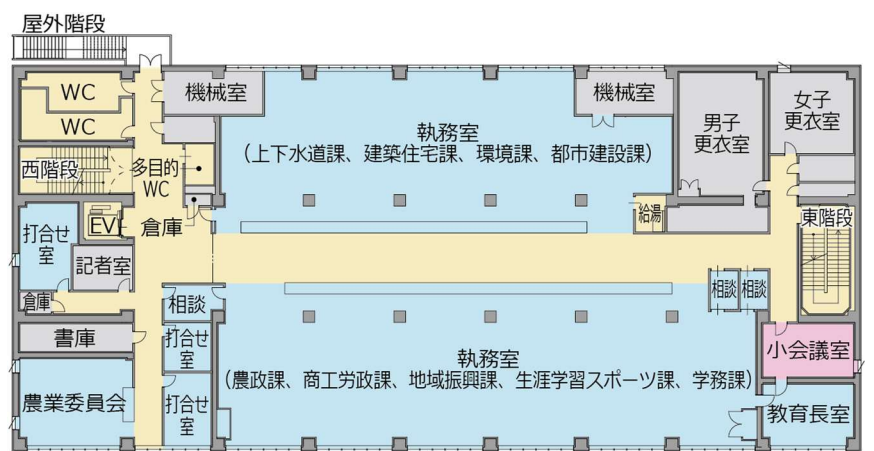 屋外階段
WC
WC
機械室
機械室
男子
更衣室
女子
更衣室
執務室
(上下水道課、建築住宅課、環境課、都市建設課)
西階段
多目的
WC
EV
倉庫
給湯
東階段
打合せ
室
記者室
倉庫
相談
相談
相談
書庫
打合せ
室
執務室
(農政課、商工労政課、地域振興課、生涯学習スポーツ課、学務課)
小会議室
農業委員会
打合せ
室
教育長室